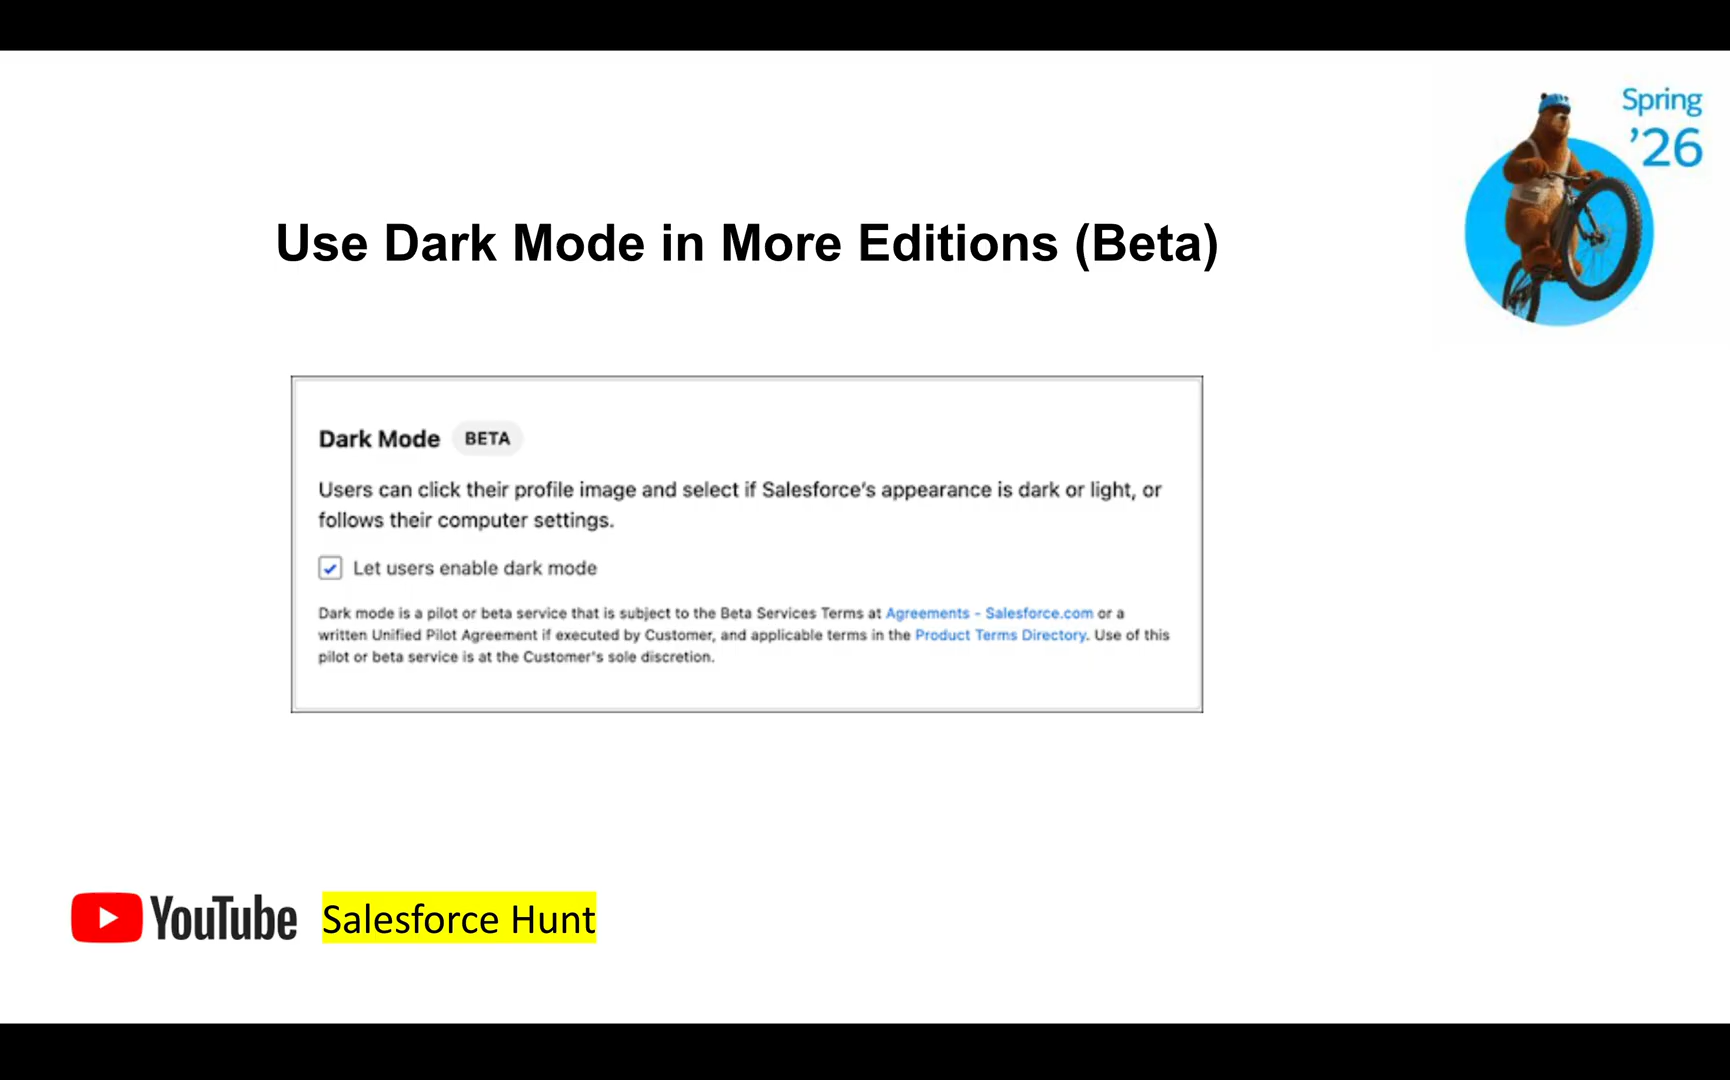 Spring
’26
Use Dark Mode in More Editions (Beta)
Dark Mode BETA
Users can click their profile image and select if Salesforce's appearance is dark or light, or
follows their computer settings.
Let users enable dark mode
Dark mode is a pilot or beta service that is subject to the Beta Services Terms at Agreements - Salesforce.com or a
written Unified Pilot Agreement if executed by Customer, and applicable terms in the Product Terms Directory. Use of this
pilot or beta service is at the Customer's sole discretion.
YouTube Salesforce Hunt